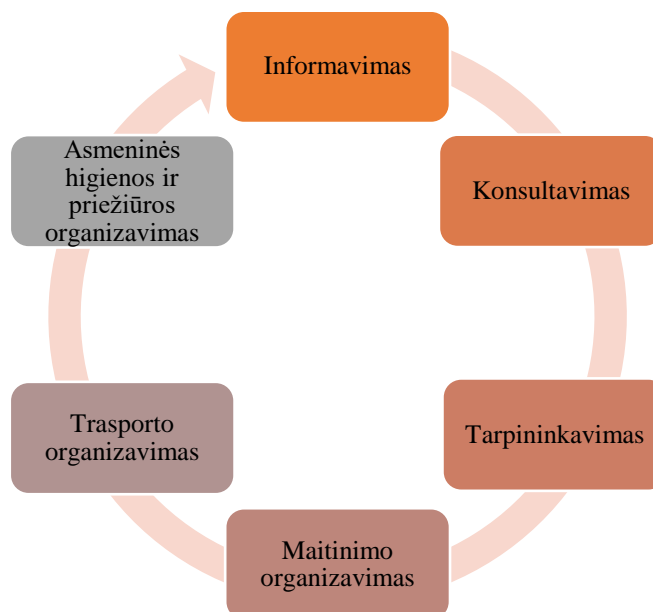 Informavimas
Konsultavimas
Tarpininkavimas
Maitinimo
organizavimas
Trasporto
organizavimas
Asmeninės
higienos ir
priežiūros
organizavimas